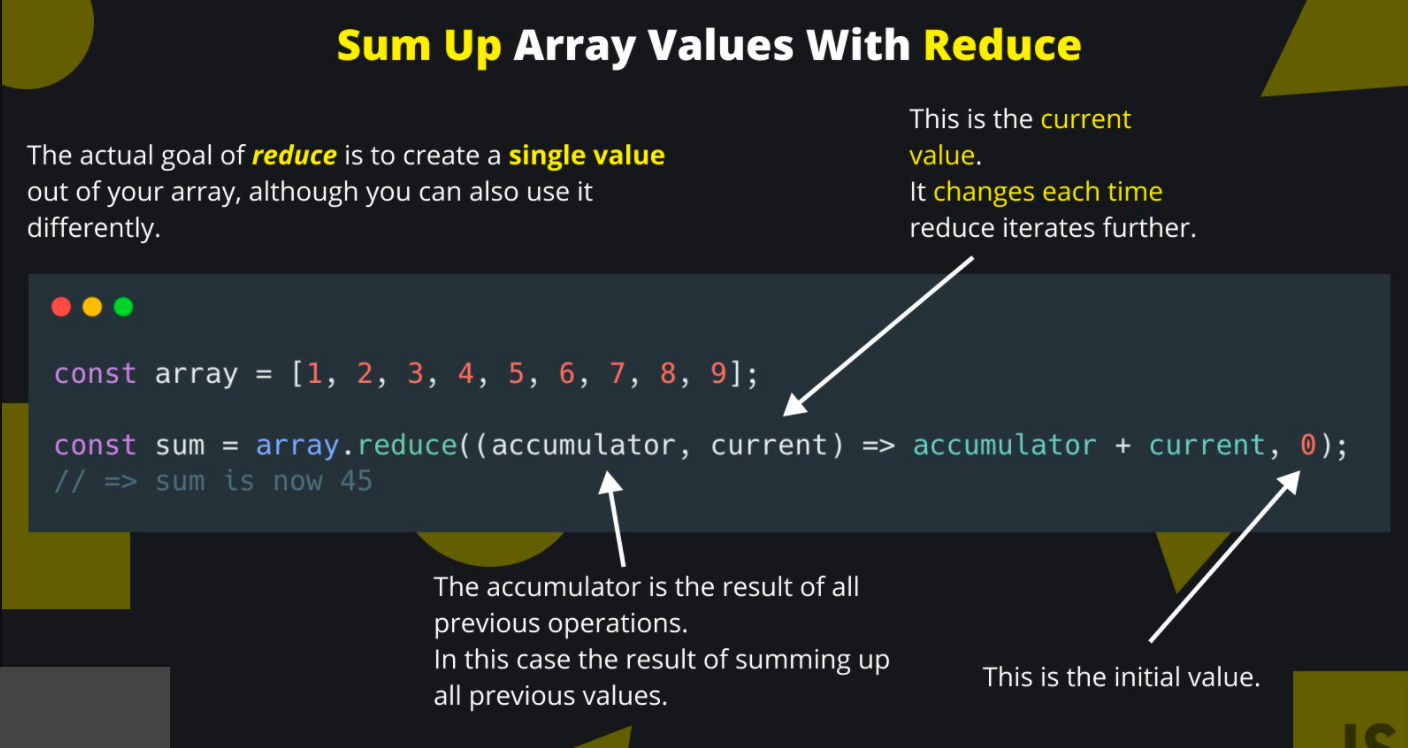 Sum Up Array Values With Reduce
The actual goal of reduce is to create a single value
out of your array, although you can also use it
differently.
This is the current
value.
It changes each time
reduce iterates further.
const array = [1, 2, 3, 4, 5, 6, 7, 8, 9];
const sum = array.reduce((accumulator, current) => accumulator + current, 0);
// => sum is now 45
The accumulator is the result of all
previous operations.
In this case the result of summing up
all previous values.
This is the initial value.
JS